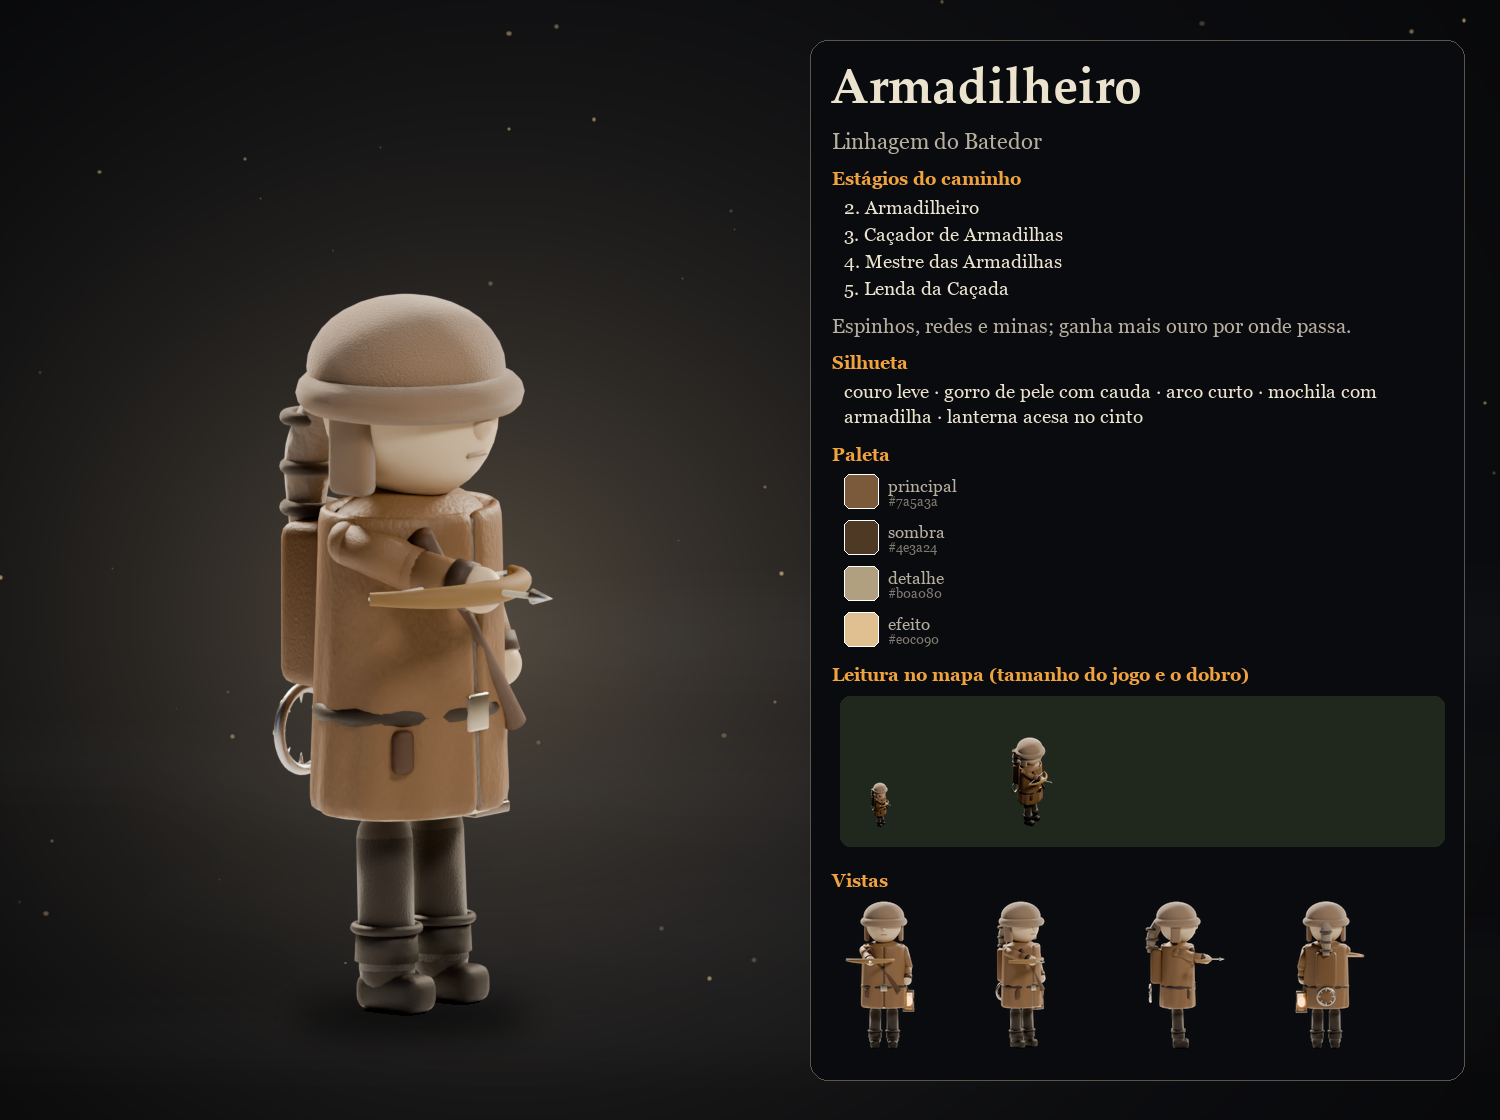 Armadilheiro
Linhagem do Batedor
Estágios do caminho
2. Armadilheiro
3. Caçador de Armadilhas
4. Mestre das Armadilhas
5. Lenda da Caçada
Espinhos, redes e minas; ganha mais ouro por onde passa.
Silhueta
couro leve · gorro de pele com cauda · arco curto · mochila com
armadilha · lanterna acesa no cinto
Paleta
principal
#7a5a3a
sombra
#4e3a24
detalhe
#b0a080
efeito
#e0c090
Leitura no mapa (tamanho do jogo e o dobro)
Vistas